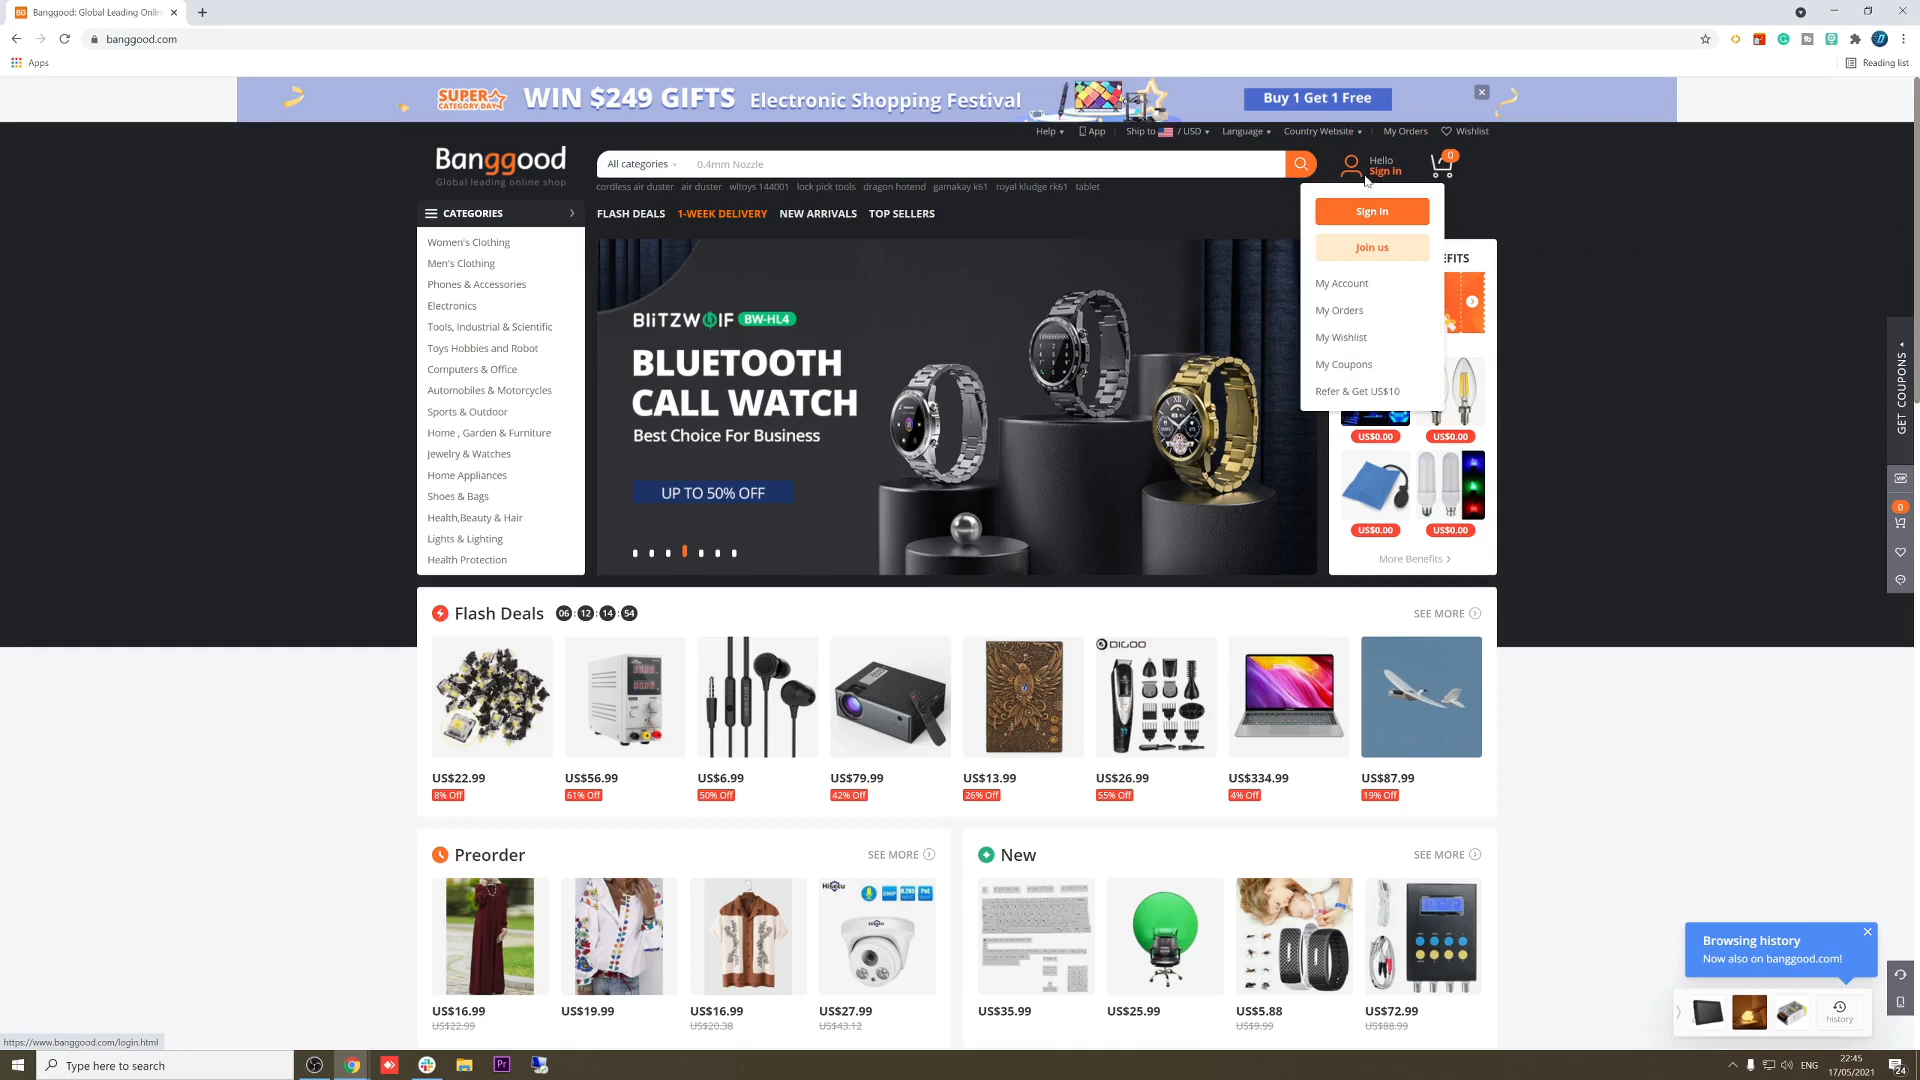 Banggood: Global Leading Onlin
banggood.com
Apps
Reading list
SUPER
CATEGORY DAY
WIN $249 GIFTS Electronic Shopping Festival
Buy 1 Get 1 Free
Help
App
Ship to / USD
Language
Country Website
My Orders
Wishlist
Banggood
Global leading online shop
All categories
0.4mm Nozzle
Hello
Sign in
0
cordless air duster air duster wltoys 144001 lock pick tools dragon hotend gamakay k61 royal kludge rk61 tablet
CATEGORIES
FLASH DEALS 1-WEEK DELIVERY NEW ARRIVALS TOP SELLERS
Women's Clothing
Men's Clothing
Phones & Accessories
Electronics
Tools, Industrial & Scientific
Toys Hobbies and Robot
Computers & Office
Automobiles & Motorcycles
Sports & Outdoor
Home , Garden & Furniture
Jewelry & Watches
Home Appliances
Shoes & Bags
Health,Beauty & Hair
Lights & Lighting
Health Protection
BLITZWOLF BW-HL4
BLUETOOTH
CALL WATCH
Best Choice For Business
UP TO 50% OFF
Sign in
Join us
My Account
My Orders
My Wishlist
My Coupons
Refer & Get US$10
EFITS
US$0.00
US$0.00
US$0.00
US$0.00
More Benefits
GET COUPONS
VIP
0
Flash Deals 06 : 12 : 14 : 54
SEE MORE
DIGOO
US$22.99
8% Off
US$56.99
61% Off
US$6.99
50% Off
US$79.99
42% Off
US$13.99
26% Off
US$26.99
55% Off
US$334.99
4% Off
US$87.99
19% Off
Preorder
SEE MORE
New
SEE MORE
HiSeeu
5MP
H.265
PoE
US$16.99
US$22.99
US$19.99
US$16.99
US$20.38
US$27.99
US$43.12
US$35.99
US$25.99
US$5.88
US$9.99
US$72.99
US$88.99
Browsing history
Now also on banggood.com!
history
https://www.banggood.com/login.html
Type here to search
Pr
ENG
22:45
17/05/2021
24